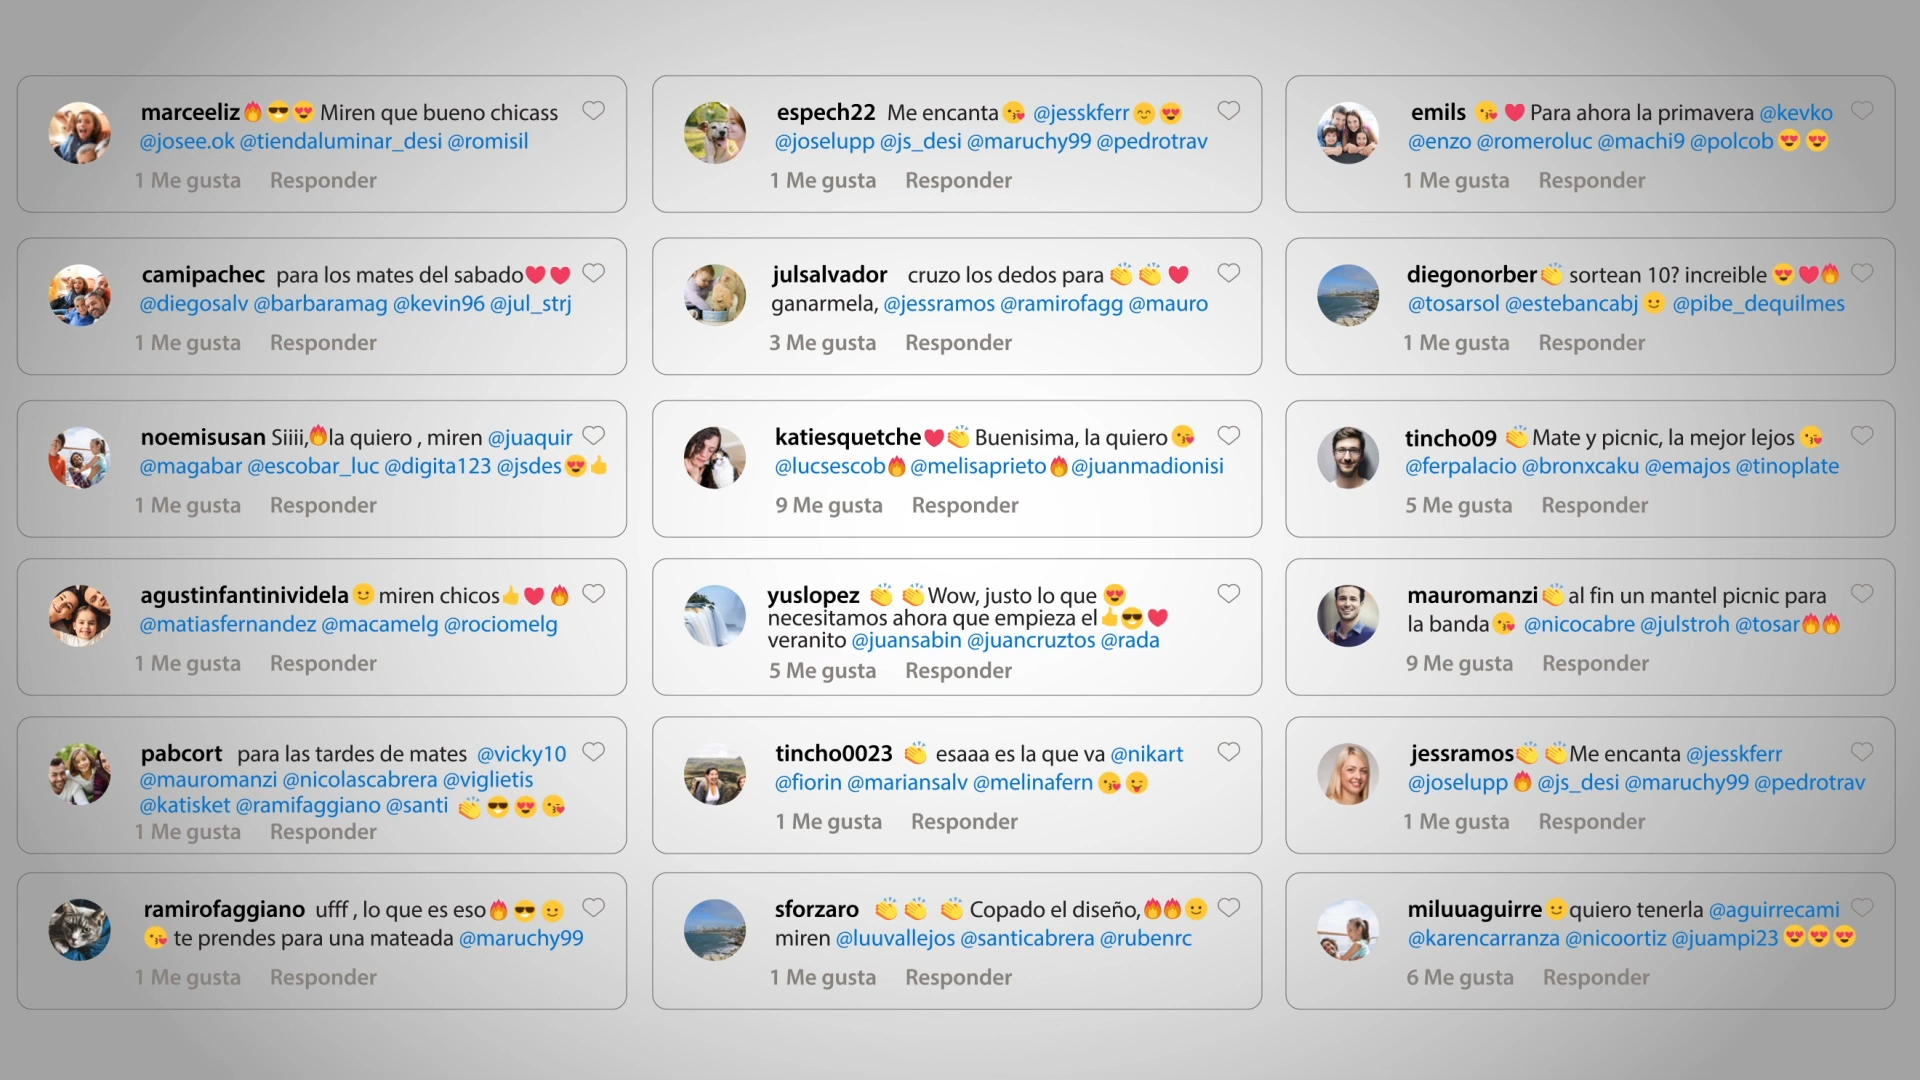 marceeliz🔥😎😍 Miren que bueno chicass
@josee.ok @tiendaluminar_desi @romisil
1 Me gusta Responder
espech22 Me encanta😘 @jesskferr😊😍
@joselupp @js_desi @maruchy99 @pedrotrav
1 Me gusta Responder
emils 😘❤️Para ahora la primavera @kevko
@enzo @romeroluc @machi9 @polcob😍😍
1 Me gusta Responder
camipachec para los mates del sabado❤️❤️
@diegosalv @barbaramag @kevin96 @jul_strj
1 Me gusta Responder
julsalvador cruzo los dedos para 👏👏❤️
ganarmela, @jessramos @ramirofagg @mauro
3 Me gusta Responder
diegonorber👏 sortean 10? increible 😍❤️🔥
@tosarsol @estebancabj🙂 @pibe_dequilmes
1 Me gusta Responder
noemisusan Siiii,🔥la quiero , miren @juaquir
@magabar @escobar_luc @digita123 @jsdes😍👍
1 Me gusta Responder
katiesquetche❤️👏 Buenisima, la quiero😘
@lucsescob🔥@melisaprieto🔥@juanmadionisi
9 Me gusta Responder
tincho09 👏Mate y picnic, la mejor lejos😘
@ferpalacio @bronxcaku @emajos @tinoplate
5 Me gusta Responder
agustinfantinividela🙂miren chicos👍❤️🔥
@matiasfernandez @macamelg @rociomelg
1 Me gusta Responder
yuslopez 👏 👏Wow, justo lo que 😍
necesitamos ahora que empieza el👍😎❤️
veranito @juansabin @juancruztos @rada
5 Me gusta Responder
mauromanzi👏al fin un mantel picnic para
la banda😘 @nicocabre @julstroh @tosar🔥🔥
9 Me gusta Responder
pabcort para las tardes de mates @vicky10
@mauromanzi @nicolascabrera @viglietis
@katisket @ramifaggiano @santi 👏😎😍😘
1 Me gusta Responder
tincho0023 👏 esaaa es la que va @nikart
@fiorin @mariansalv @melinafern😘😜
1 Me gusta Responder
jessramos👏👏Me encanta @jesskferr
@joselupp🔥@js_desi @maruchy99 @pedrotrav
1 Me gusta Responder
ramirofaggiano ufff , lo que es eso🔥😎🙂
😘te prendes para una mateada @maruchy99
1 Me gusta Responder
sforzaro 👏👏 👏Copado el diseño,🔥🔥🙂
miren @luuvallejos @santicabrera @rubenrc
1 Me gusta Responder
miluuaguirre🙂quiero tenerla @aguirrecami
@karencarranza @nicoortiz @juampi23😍😍😍
6 Me gusta Responder